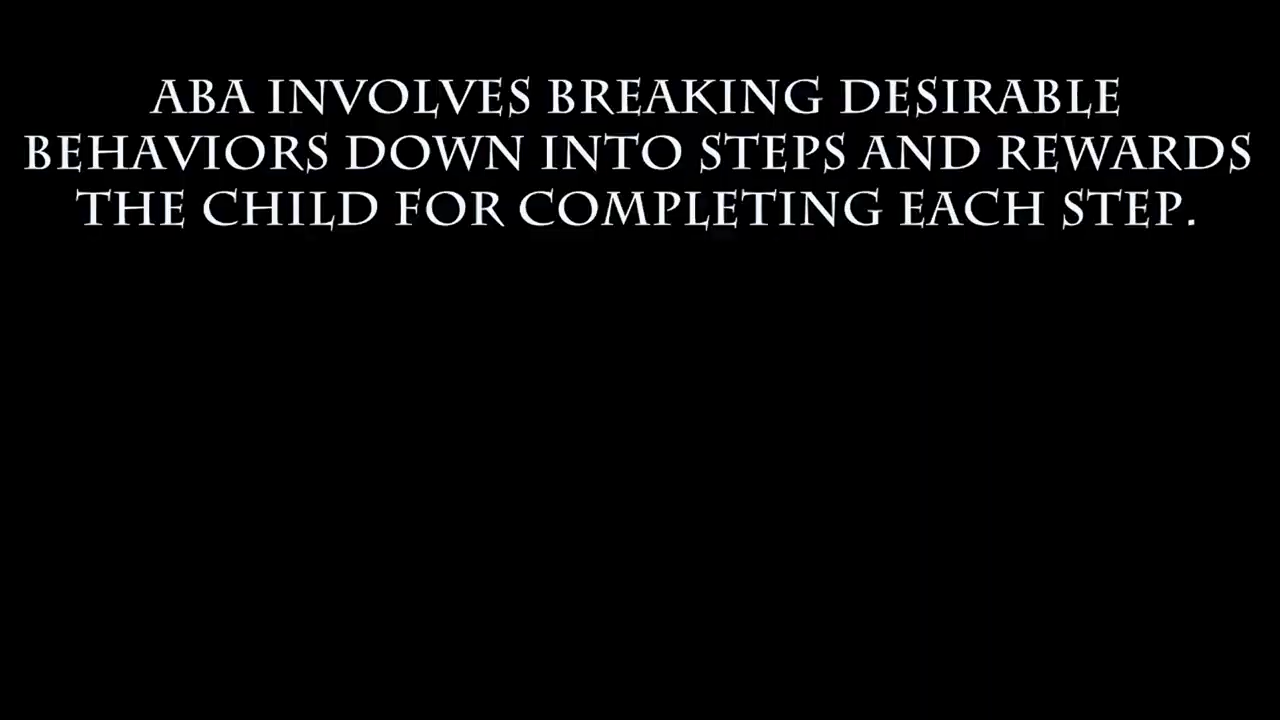 ABA INVOLVES BREAKING DESIRABLE
BEHAVIORS DOWN INTO STEPS AND REWARDS
THE CHILD FOR COMPLETING EACH STEP.